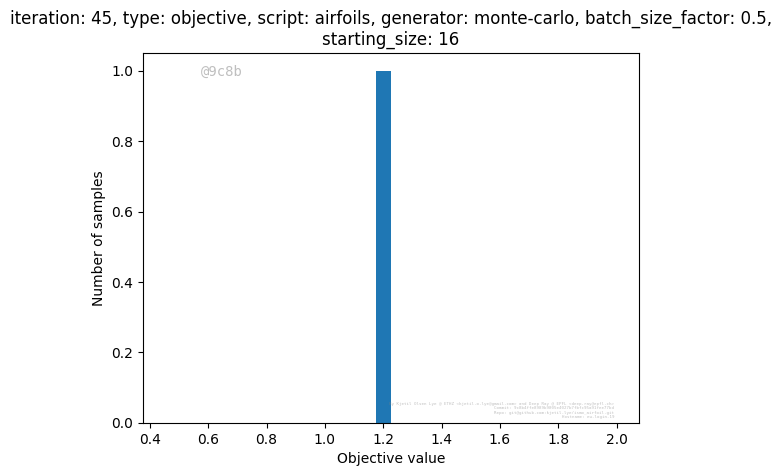 iteration: 45, type: objective, script: airfoils, generator: monte-carlo, batch_size_factor: 0.5,
starting_size: 16
@9c8b
1.0
0.8
0.6
0.4
0.2
0.0
Number of samples
0.4 0.6 0.8 1.0 1.2 1.4 1.6 1.8 2.0
Objective value